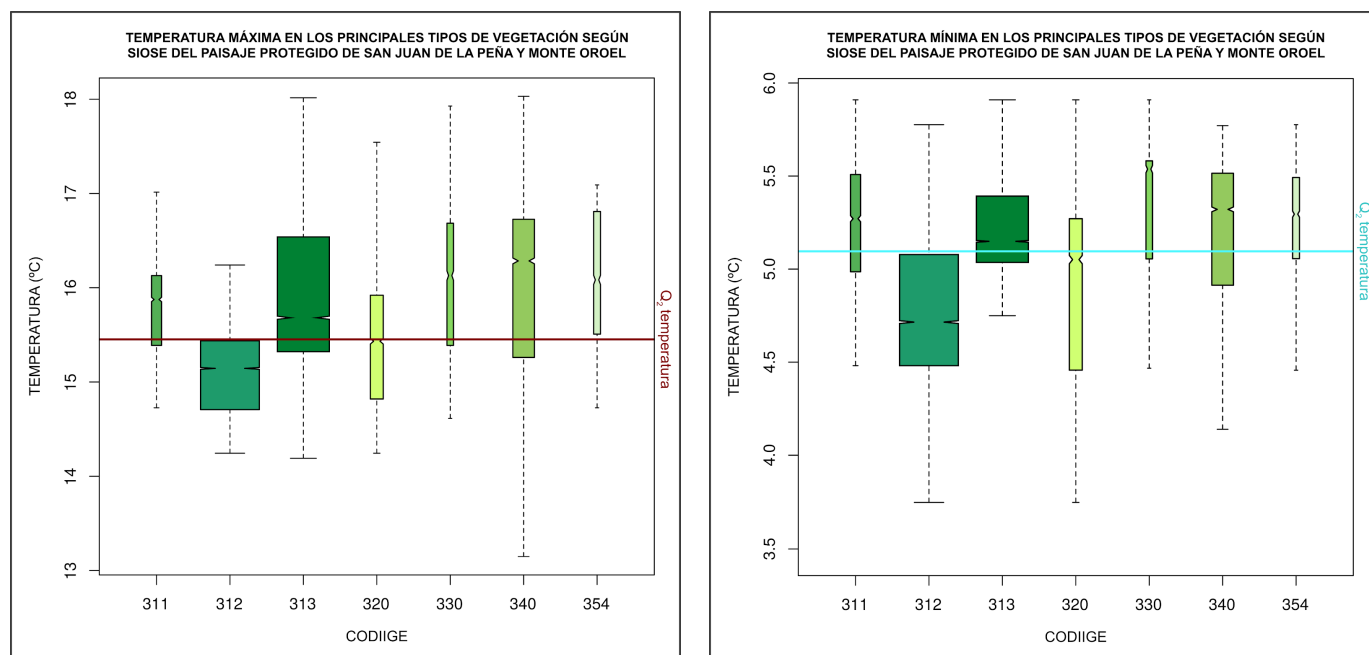 TEMPERATURA MÁXIMA EN LOS PRINCIPALES TIPOS DE VEGETACIÓN SEGÚN
SIOSE DEL PAISAJE PROTEGIDO DE SAN JUAN DE LA PEÑA Y MONTE OROEL
TEMPERATURA (ºC)
18
17
16
15
14
13
Q₂ temperatura
311 312 313 320 330 340 354
CODIIGE
TEMPERATURA MÍNIMA EN LOS PRINCIPALES TIPOS DE VEGETACIÓN SEGÚN
SIOSE DEL PAISAJE PROTEGIDO DE SAN JUAN DE LA PEÑA Y MONTE OROEL
TEMPERATURA (ºC)
6.0
5.5
5.0
4.5
4.0
3.5
Q₂ temperatura
311 312 313 320 330 340 354
CODIIGE